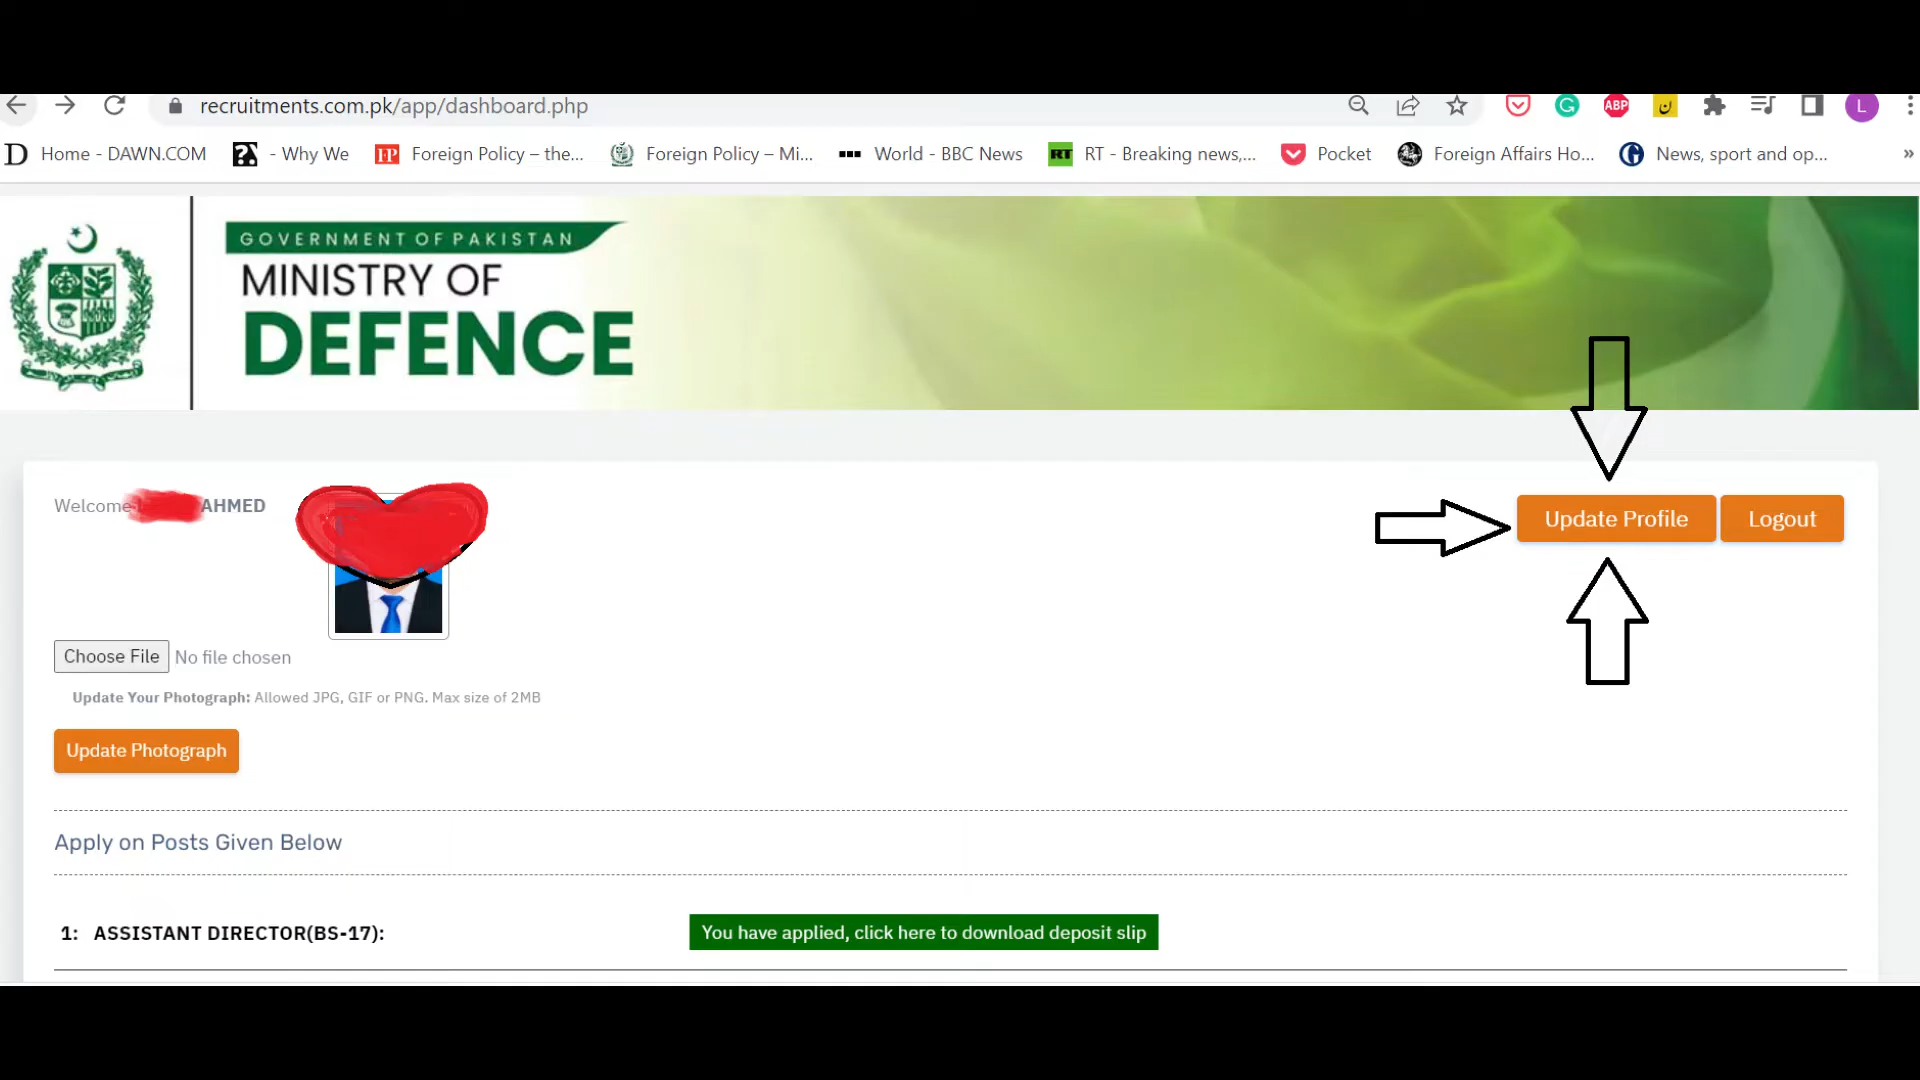 recruitments.com.pk/app/dashboard.php
ABP
ن
L
D Home - DAWN.COM
?. - Why We
FP Foreign Policy – the...
Foreign Policy – Mi...
World - BBC News
RT RT - Breaking news,...
Pocket
Foreign Affairs Ho...
G News, sport and op...
»
GOVERNMENT OF PAKISTAN
MINISTRY OF
DEFENCE
Welcome AHMED
Update Profile
Logout
Choose File No file chosen
Update Your Photograph: Allowed JPG, GIF or PNG. Max size of 2MB
Update Photograph
Apply on Posts Given Below
1: ASSISTANT DIRECTOR(BS-17):
You have applied, click here to download deposit slip